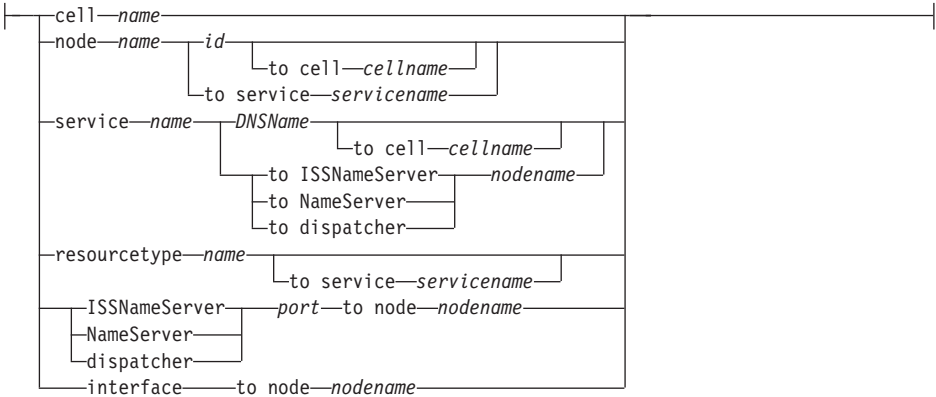 cell name
node name id
to cell cellname
to service servicename
service name DNSName
to cell cellname
to ISSNameServer nodename
to NameServer
to dispatcher
resourcetype name
to service servicename
ISSNameServer port to node nodename
NameServer
dispatcher
interface to node nodename